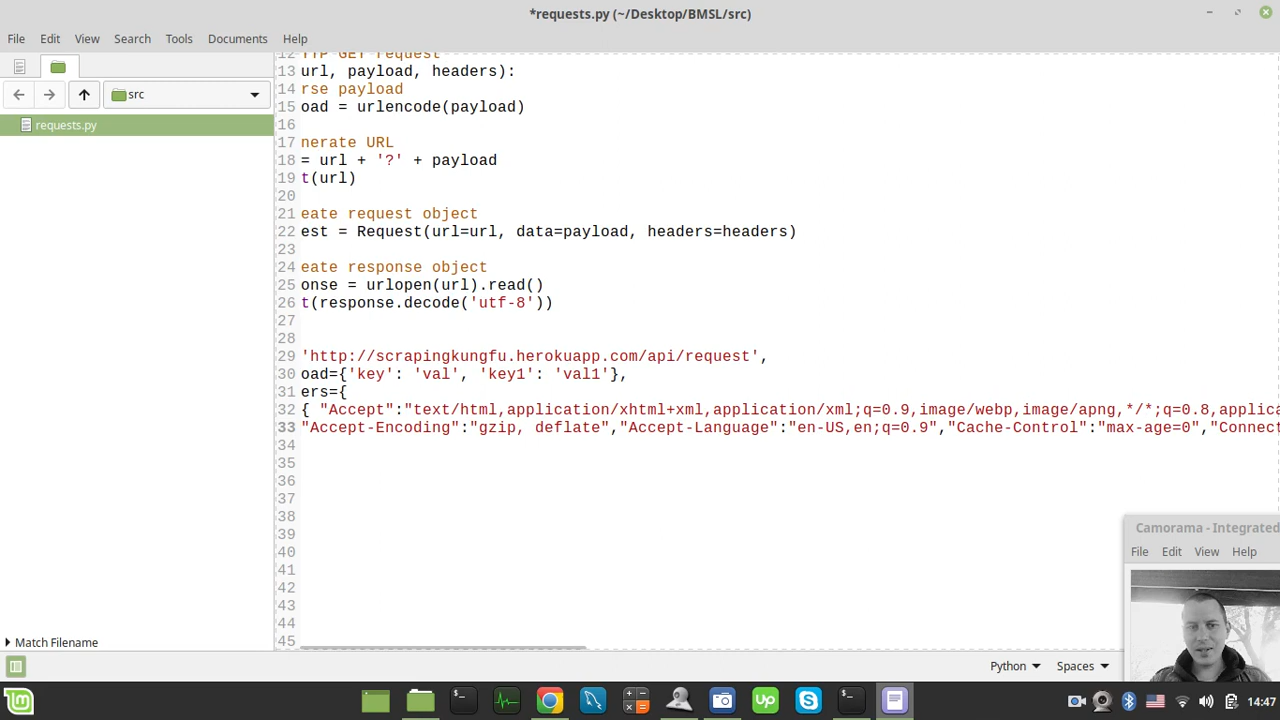 *requests.py (~/Desktop/BMSL/src)
File Edit View Search Tools Documents Help
src
requests.py
12 TTP GET request
13 url, payload, headers):
14 rse payload
15 oad = urlencode(payload)
16
17 nerate URL
18 = url + '?' + payload
19 t(url)
20
21 eate request object
22 est = Request(url=url, data=payload, headers=headers)
23
24 eate response object
25 onse = urlopen(url).read()
26 t(response.decode('utf-8'))
27
28
29 'http://scrapingkungfu.herokuapp.com/api/request',
30 oad={'key': 'val', 'key1': 'val1'},
31 ers={
32 { "Accept":"text/html,application/xhtml+xml,application/xml;q=0.9,image/webp,image/apng,*/*;q=0.8,applica
33 "Accept-Encoding":"gzip, deflate","Accept-Language":"en-US,en;q=0.9","Cache-Control":"max-age=0","Connect
34
35
36
37
38
39
40
41
42
43
44
45
Camorama - Integrated
File Edit View Help
Match Filename
Python Spaces
Up
14:47